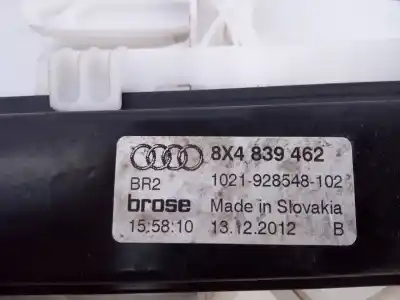 8X4 839 462
BR2 1021-928548-102
brose Made in Slovakia
15:58:10 13.12.2012 B